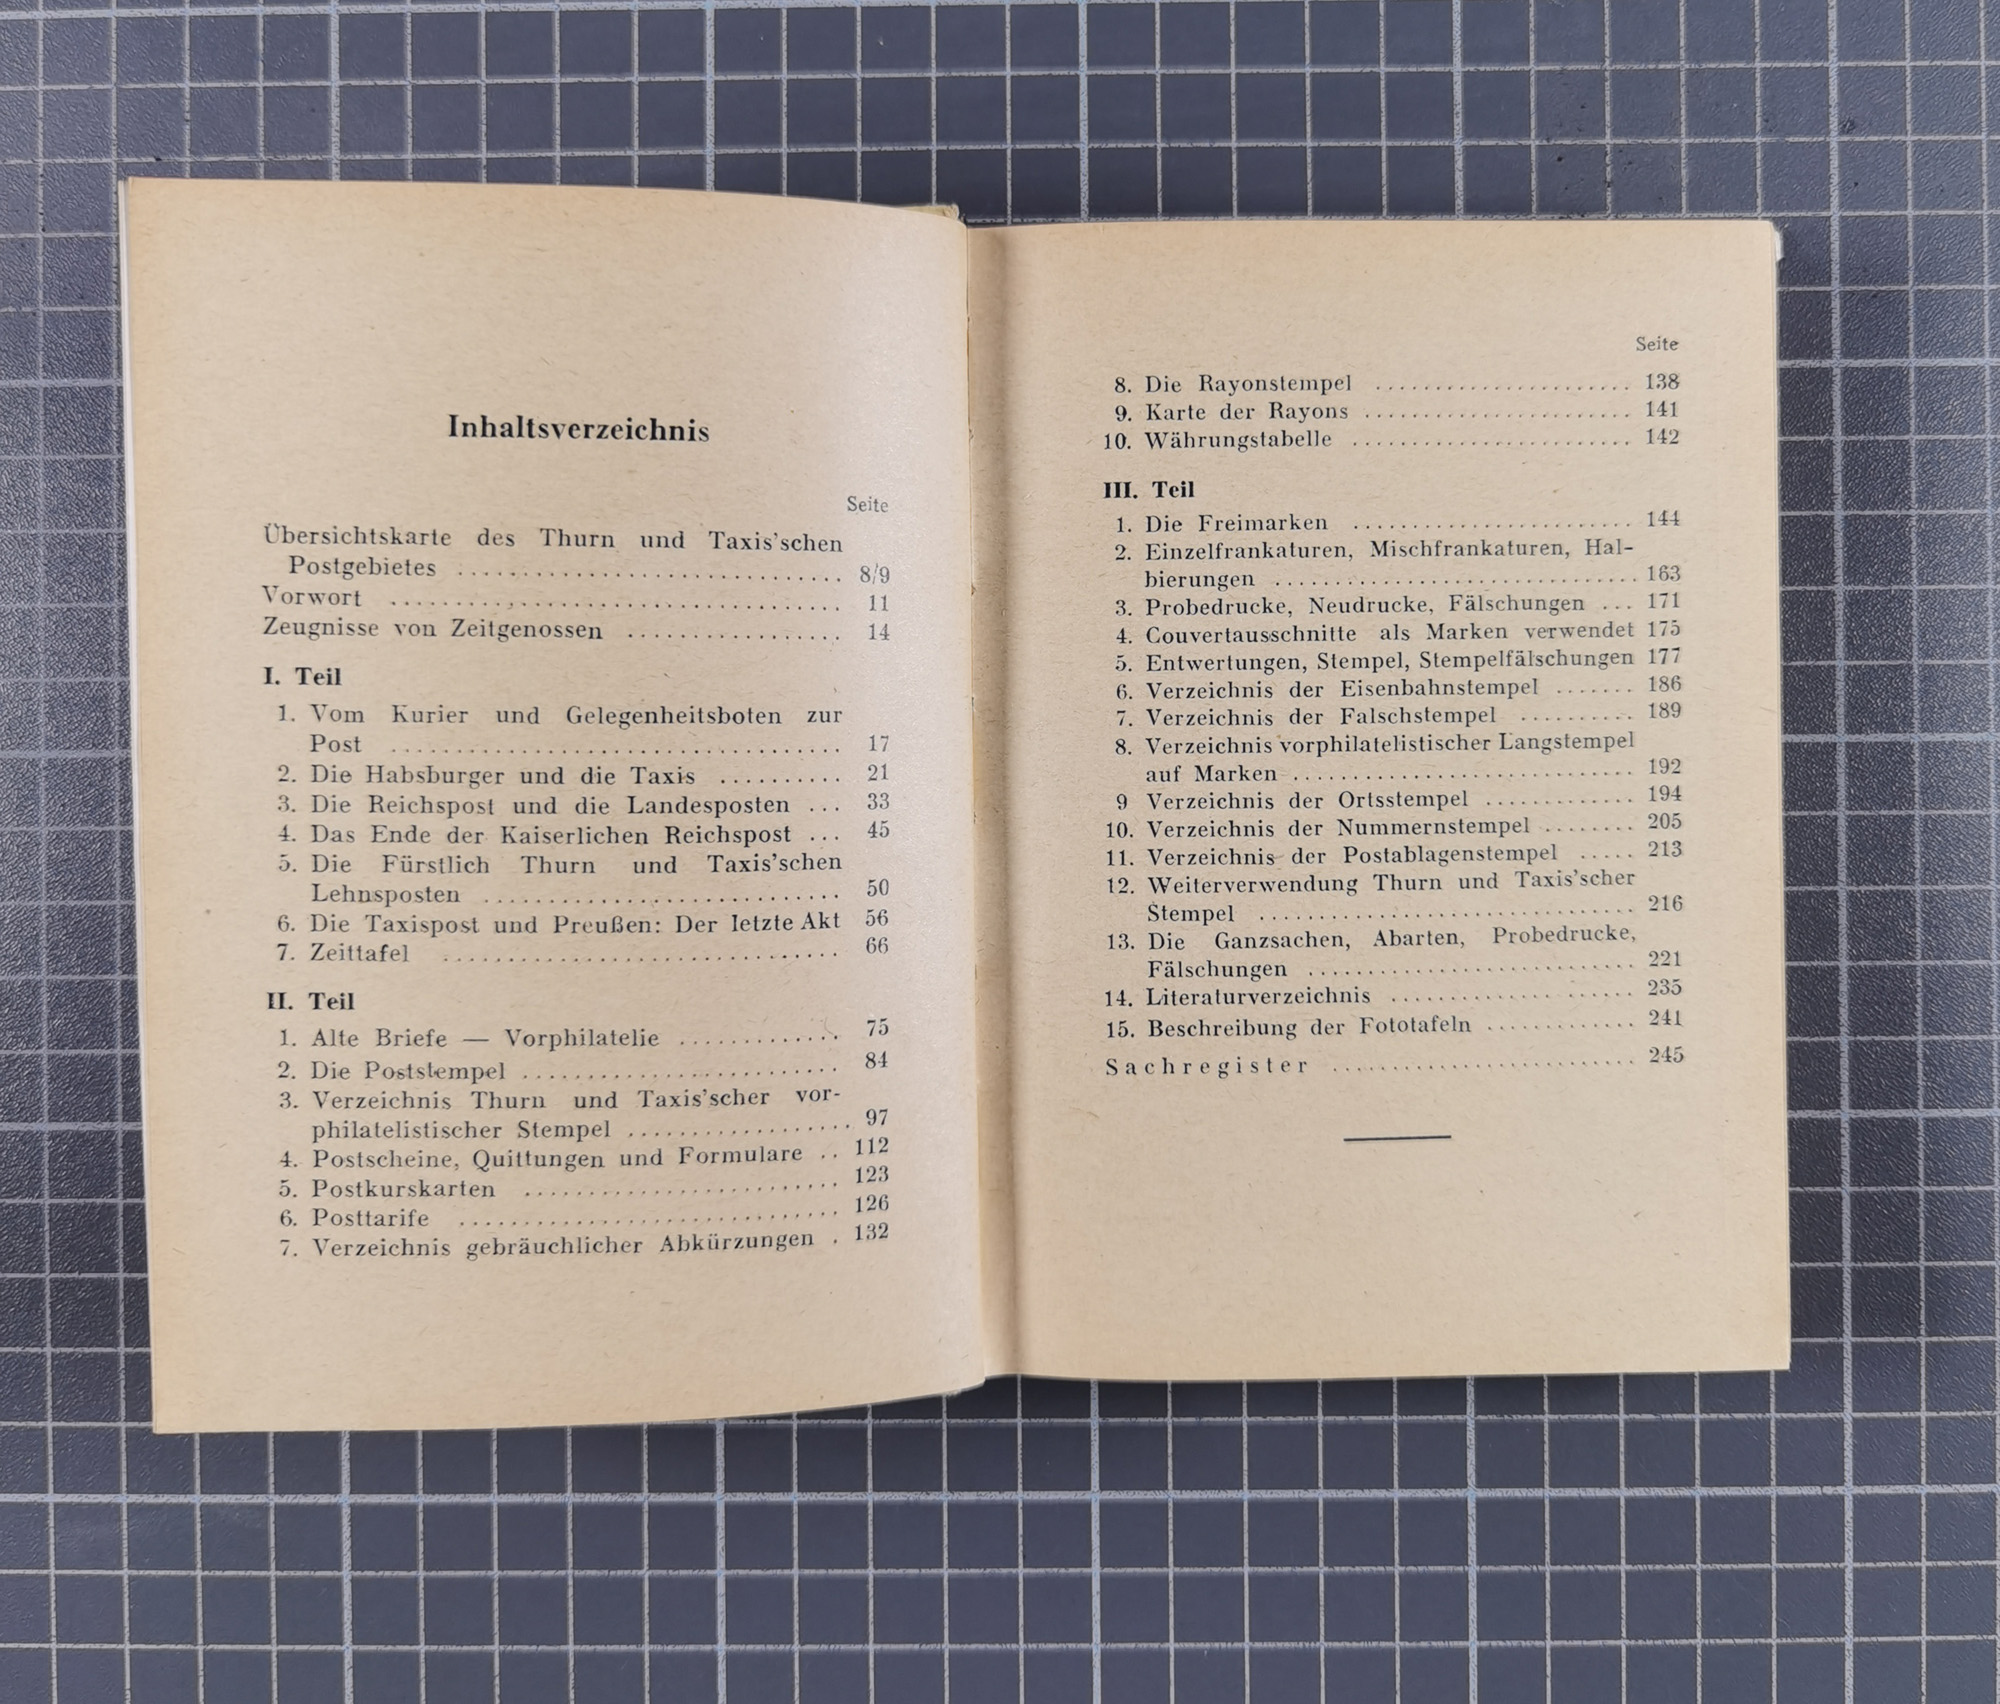 Inhaltsverzeichnis
Seite
Übersichtskarte des Thurn und Taxis'schen
Postgebietes .............................. 8/9
Vorwort .................................. 11
Zeugnisse von Zeitgenossen ................. 14
I. Teil
1. Vom Kurier und Gelegenheitsboten zur
Post .................................. 17
2. Die Habsburger und die Taxis .......... 21
3. Die Reichspost und die Landesposten ... 33
4. Das Ende der Kaiserlichen Reichspost ... 45
5. Die Fürstlich Thurn und Taxis'schen
Lehnsposten ........................... 50
6. Die Taxispost und Preußen: Der letzte Akt 56
7. Zeittafel .............................. 66
II. Teil
1. Alte Briefe — Vorphilatelie ............. 75
2. Die Poststempel ........................ 84
3. Verzeichnis Thurn und Taxis'scher vor-
philatelistischer Stempel ................. 97
4. Postscheine, Quittungen und Formulare .. 112
5. Postkurskarten ........................ 123
6. Posttarife ............................. 126
7. Verzeichnis gebräuchlicher Abkürzungen . 132
Seite
8. Die Rayonstempel ...................... 138
9. Karte der Rayons ....................... 141
10. Währungstabelle ........................ 142
III. Teil
1. Die Freimarken ........................ 144
2. Einzelfrankaturen, Mischfrankaturen, Hal-
bierungen ............................... 163
3. Probedrucke, Neudrucke, Fälschungen ... 171
4. Couvertausschnitte als Marken verwendet 175
5. Entwertungen, Stempel, Stempelfälschungen 177
6. Verzeichnis der Eisenbahnstempel ....... 186
7. Verzeichnis der Falschstempel .......... 189
8. Verzeichnis vorphilatelistischer Langstempel
auf Marken ............................. 192
9 Verzeichnis der Ortsstempel ............. 194
10. Verzeichnis der Nummernstempel ........ 205
11. Verzeichnis der Postablagenstempel ..... 213
12. Weiterverwendung Thurn und Taxis'scher
Stempel ................................ 216
13. Die Ganzsachen, Abarten, Probedrucke,
Fälschungen ............................ 221
14. Literaturverzeichnis ..................... 235
15. Beschreibung der Fototafeln ............. 241
Sachregister .......................... 245